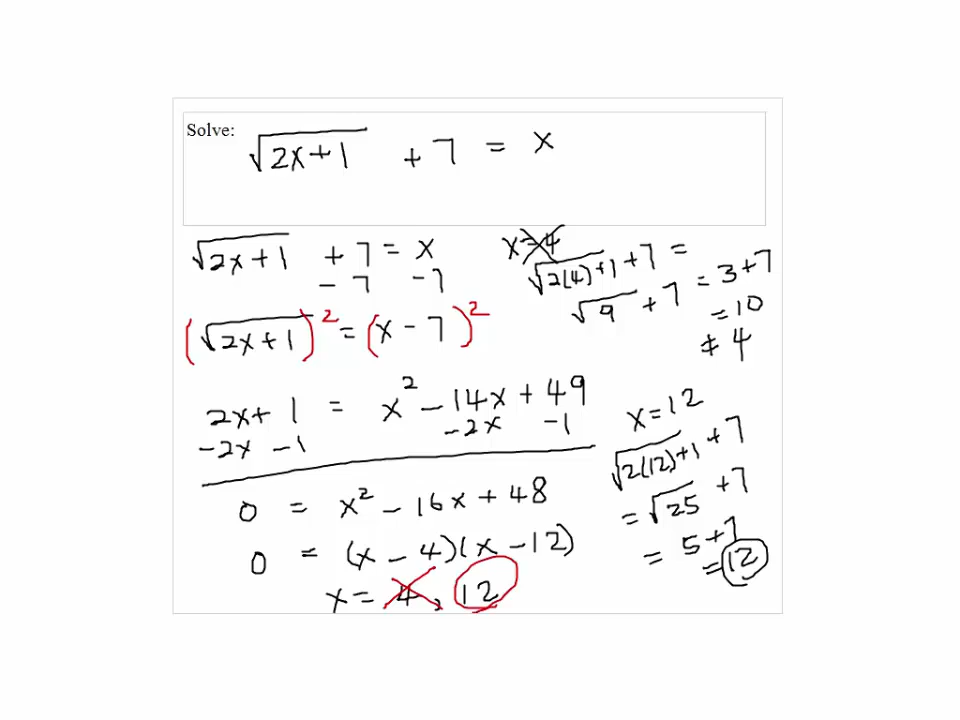 Solve:
√2x+1 + 7 = x
√2x+1 + 7 = x
- 7 -7
(√2x+1)² = (x - 7)²
2x+1 = x² - 14x + 49
-2x -1 -2x -1
0 = x² - 16x + 48
0 = (x - 4)(x - 12)
x = 4, 12
x=4
√2(4)+1 + 7 =
√9 + 7 = 3+7
= 10
≠ 4
x=12
√2(12)+1 + 7
= √25 + 7
= 5+7
= 12